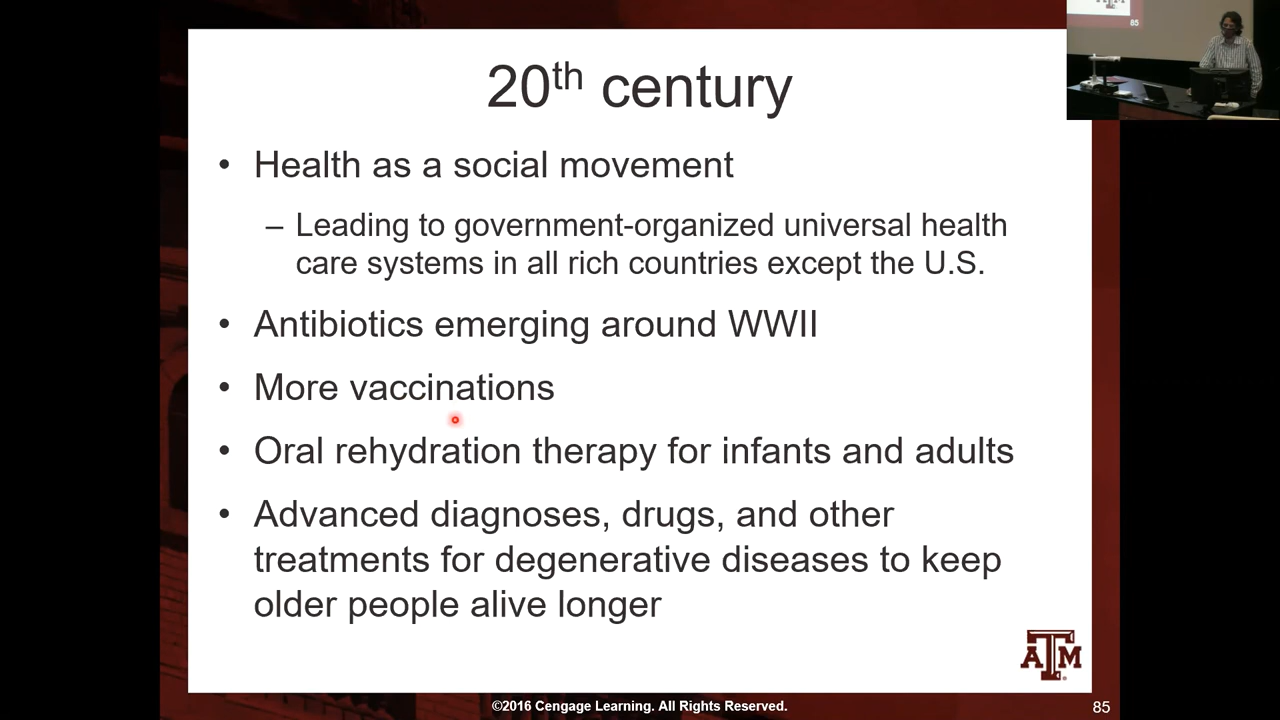 20th century
• Health as a social movement
– Leading to government-organized universal health
care systems in all rich countries except the U.S.
• Antibiotics emerging around WWII
• More vaccinations
• Oral rehydration therapy for infants and adults
• Advanced diagnoses, drugs, and other
treatments for degenerative diseases to keep
older people alive longer
ATM
©2016 Cengage Learning. All Rights Reserved.
85
85